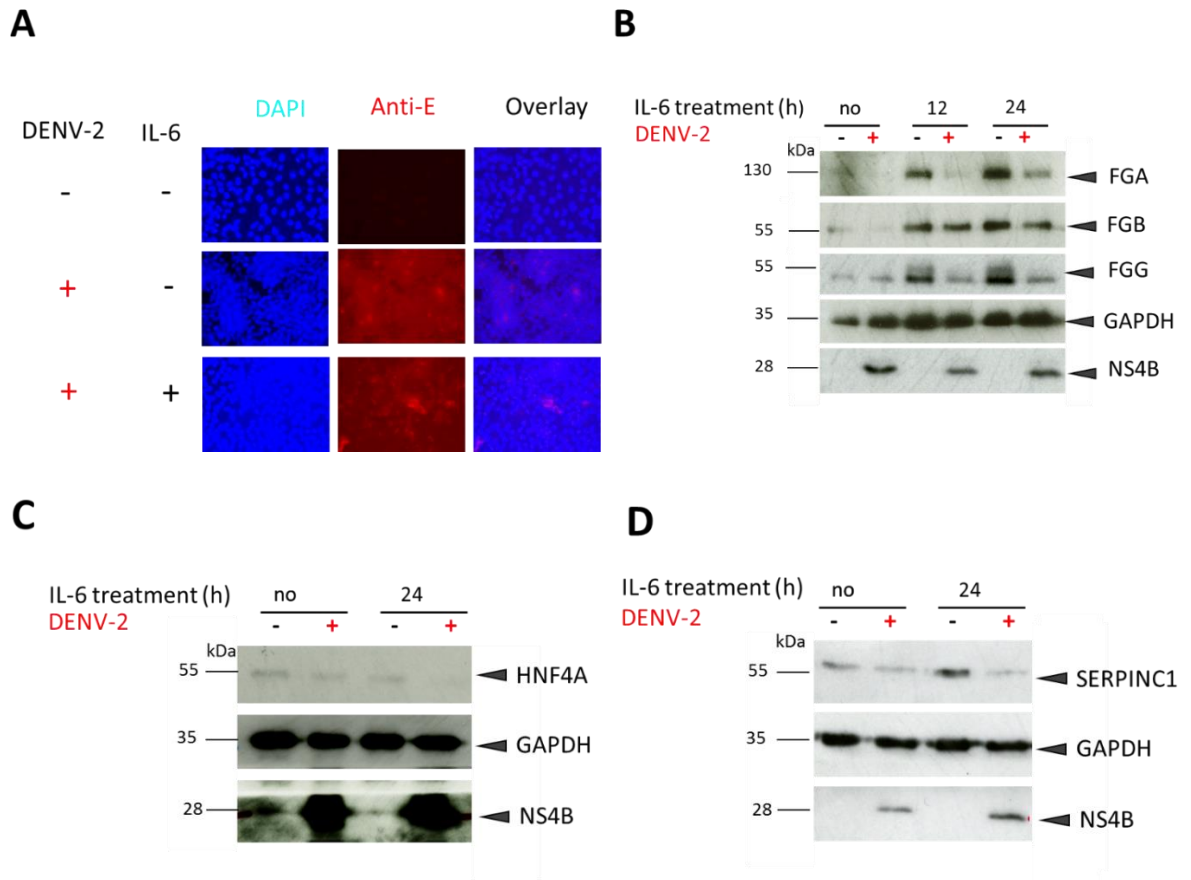 A
DAPI Anti-E Overlay
DENV-2 IL-6
- -
+ -
+ +
B
IL-6 treatment (h) no 12 24
DENV-2 - + - + - +
kDa
130 FGA
55 FGB
55 FGG
35 GAPDH
28 NS4B
C
IL-6 treatment (h) no 24
DENV-2 - + - +
kDa
55 HNF4A
35 GAPDH
28 NS4B
D
IL-6 treatment (h) no 24
DENV-2 - + - +
kDa
55 SERPINC1
35 GAPDH
28 NS4B